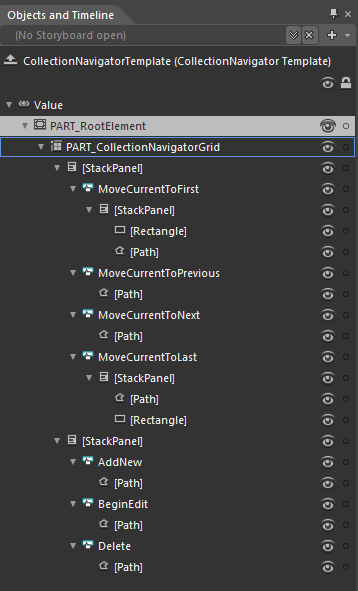 Objects and Timeline
(No Storyboard open)
CollectionNavigatorTemplate (CollectionNavigator Template)
Value
PART_RootElement
PART_CollectionNavigatorGrid
[StackPanel]
MoveCurrentToFirst
[StackPanel]
[Rectangle]
[Path]
MoveCurrentToPrevious
[Path]
MoveCurrentToNext
[Path]
MoveCurrentToLast
[StackPanel]
[Path]
[Rectangle]
[StackPanel]
AddNew
[Path]
BeginEdit
[Path]
Delete
[Path]